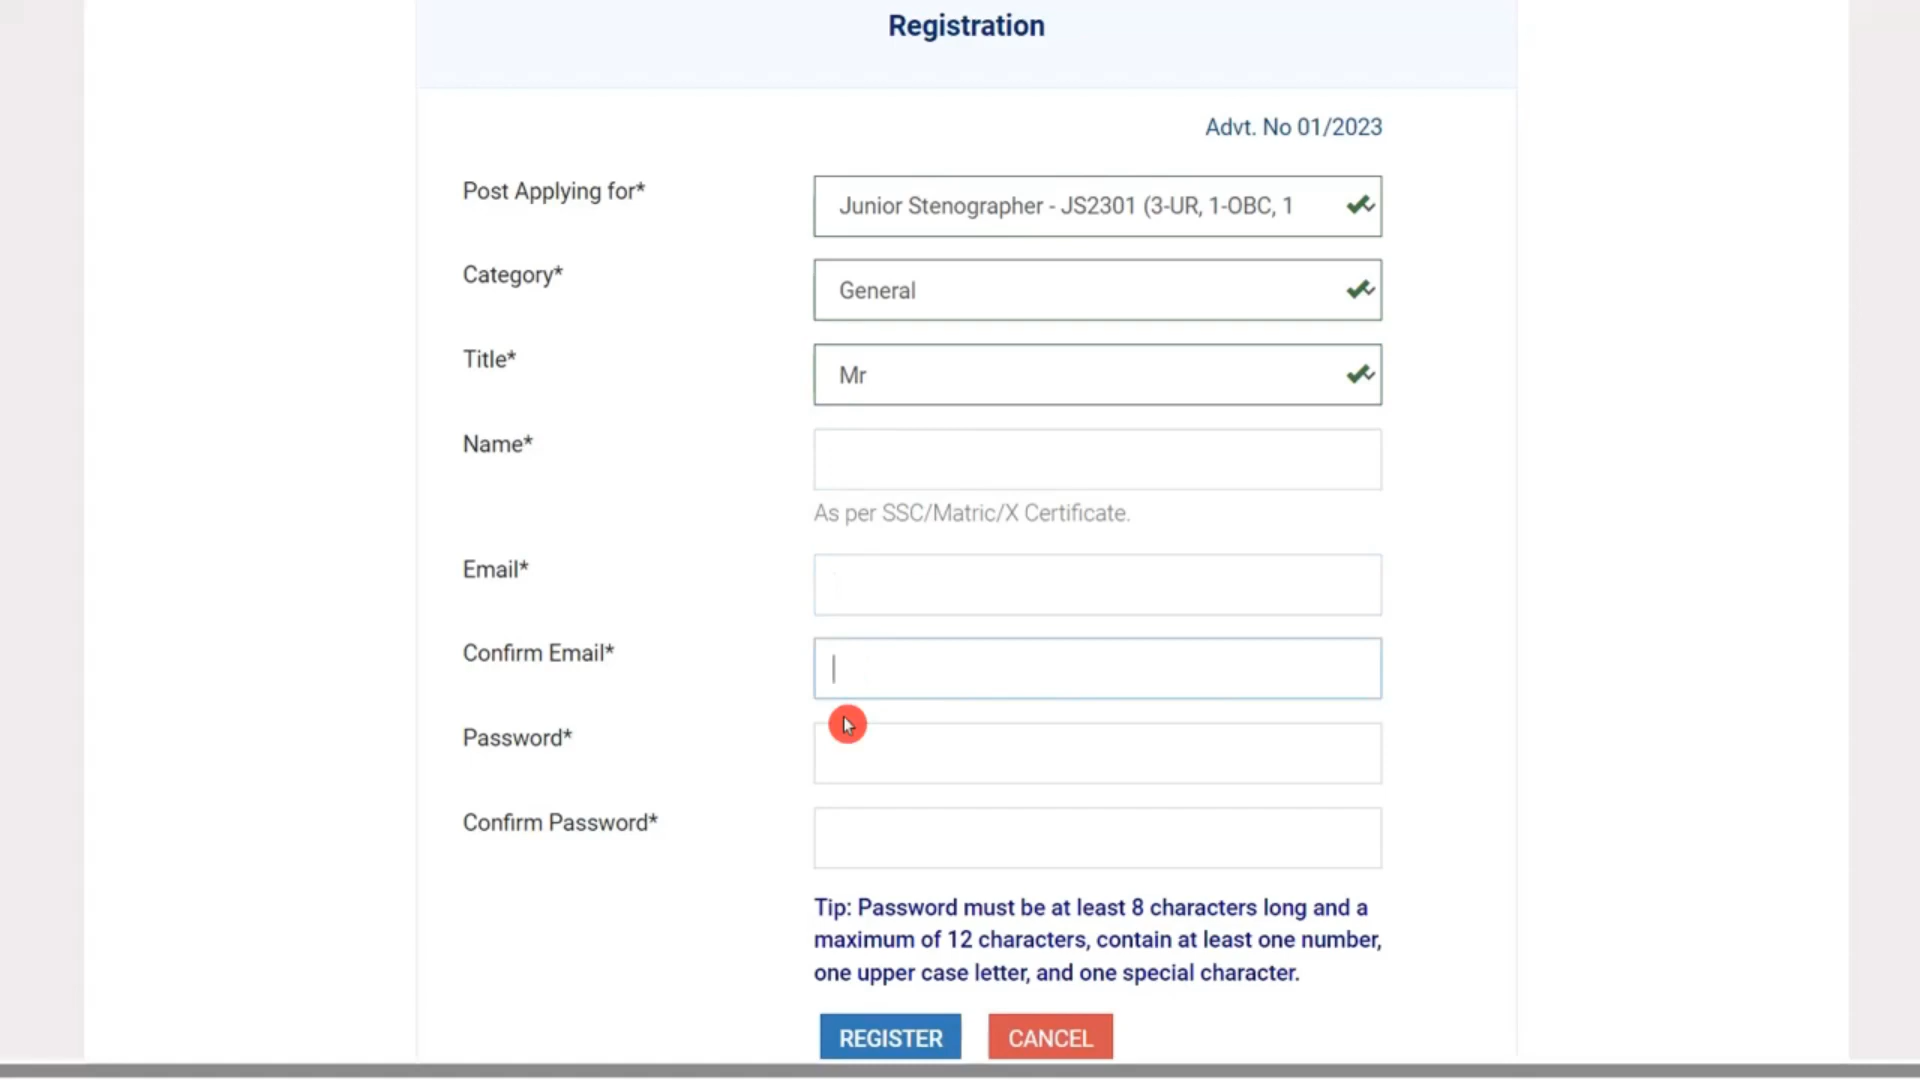 Registration
Advt. No 01/2023
Post Applying for*
Junior Stenographer - JS2301 (3-UR, 1-OBC, 1
Category*
General
Title*
Mr
Name*
As per SSC/Matric/X Certificate.
Email*
Confirm Email*
Password*
Confirm Password*
Tip: Password must be at least 8 characters long and a
maximum of 12 characters, contain at least one number,
one upper case letter, and one special character.
REGISTER CANCEL